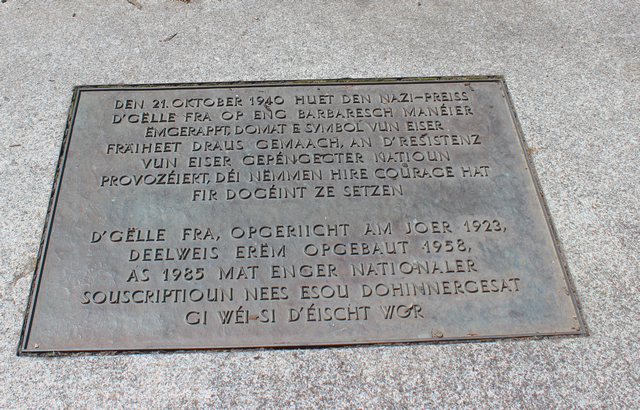 DEN 21. OKTOBER 1940 HUET DEN NAZI-PREISS
D'GËLLE FRA OP ENG BARBARESCH MANÉIER
ËMGERAPPT, DOMAT E SYMBOL VUN EISER
FRÄIHEET DRAUS GEMAACH, AN D'RESISTENZ
VUN EISER GEPËNGECTER NATIOUN
PROVOZÉIERT, DÉI NËMMEN HIRE COURAGE HAT
FIR DOGÉINT ZE SETZEN
D'GËLLE FRA, OPGERIICHT AM JOER 1923,
DEELWEIS ERËM OPGEBAUT 1958,
AS 1985 MAT ENGER NATIONALER
SOUSCRIPTIOUN NEES ESOU DOHINNERGESAT
GI WÉI SI D'ÉISCHT WOR